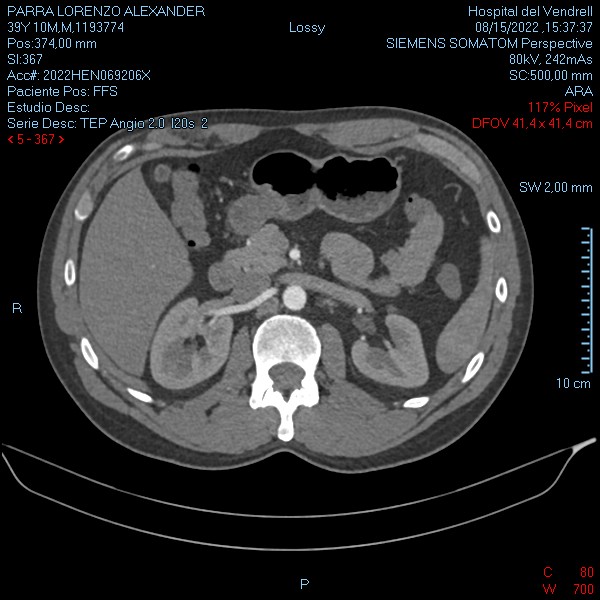 PARRA LORENZO ALEXANDER
39Y 10M,M,1193774
Pos:374,00 mm
SI:367
Acc#: 2022HEN069206X
Paciente Pos: FFS
Estudio Desc:
Serie Desc: TEP Angio 2.0 I20s 2
< 5 - 367 >
Lossy
Hospital del Vendrell
08/15/2022 ,15:37:37
SIEMENS SOMATOM Perspective
80kV, 242mAs
SC:500,00 mm
ARA
117% Pixel
DFOV 41,4 x 41,4 cm
SW 2,00 mm
R
10 cm
P
C 80
W 700